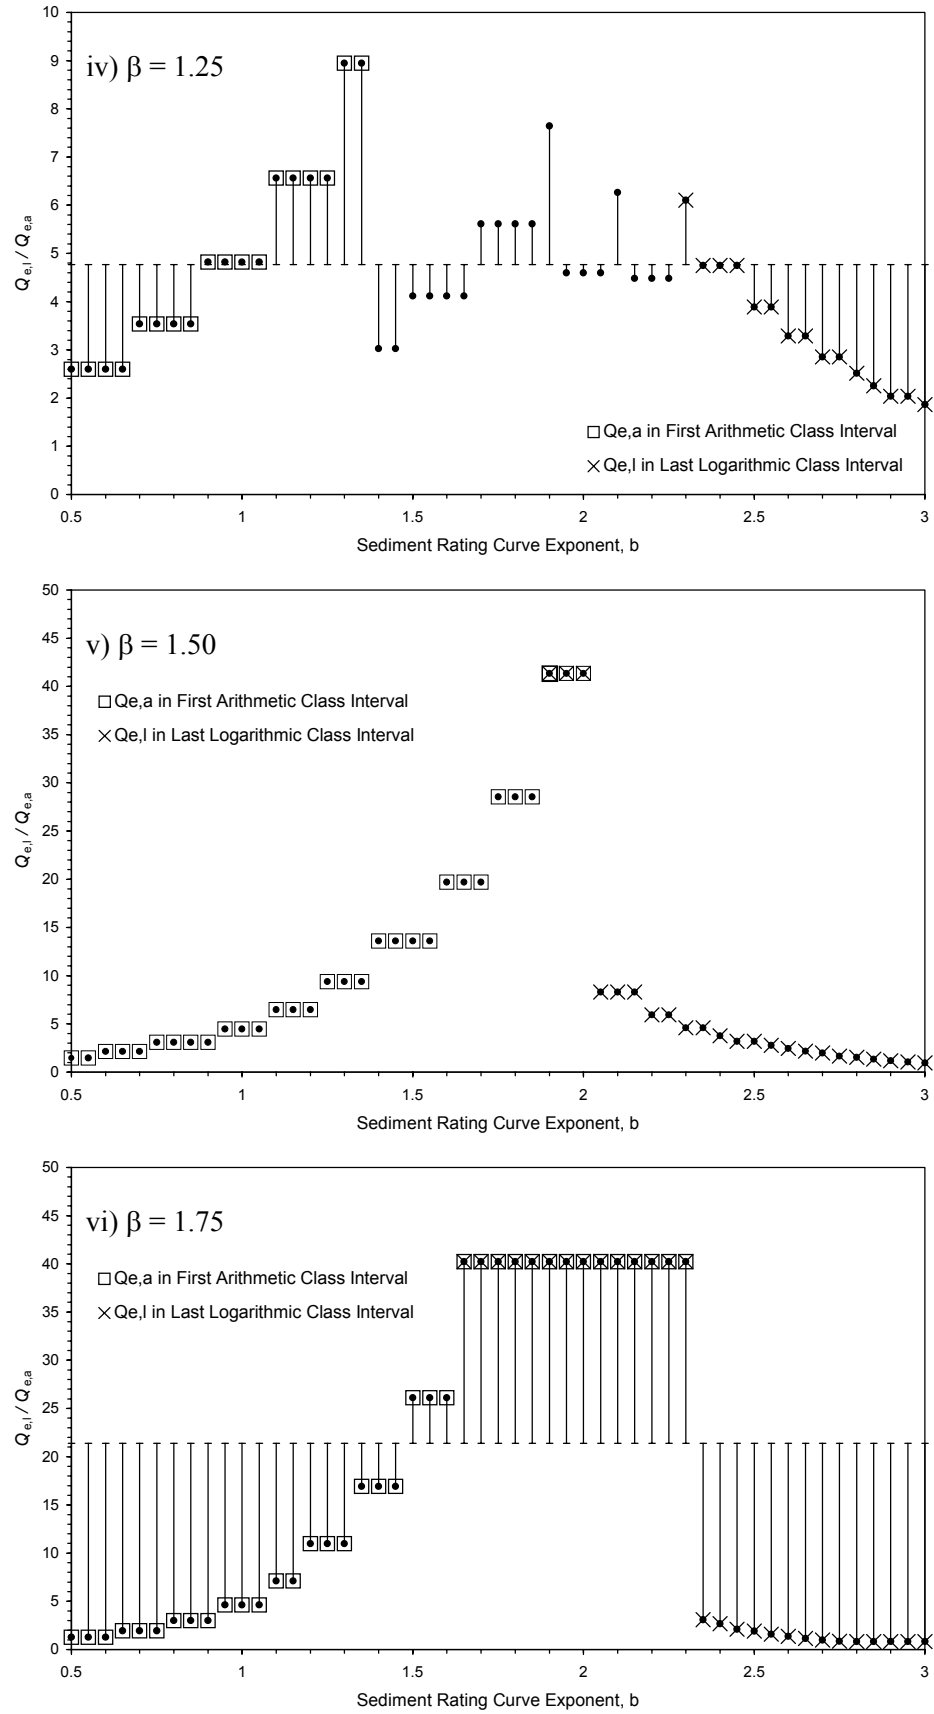 iv) β = 1.25
10
9
8
7
6
5
4
3
2
1
0
Q e,l / Q e,a
□ Qe,a in First Arithmetic Class Interval
× Qe,l in Last Logarithmic Class Interval
0.5 1 1.5 2 2.5 3
Sediment Rating Curve Exponent, b
v) β = 1.50
50
45
40
35
30
25
20
15
10
5
0
Q e,l / Q e,a
□ Qe,a in First Arithmetic Class Interval
× Qe,l in Last Logarithmic Class Interval
0.5 1 1.5 2 2.5 3
Sediment Rating Curve Exponent, b
vi) β = 1.75
50
45
40
35
30
25
20
15
10
5
0
Q e,l / Q e,a
□ Qe,a in First Arithmetic Class Interval
× Qe,l in Last Logarithmic Class Interval
0.5 1 1.5 2 2.5 3
Sediment Rating Curve Exponent, b